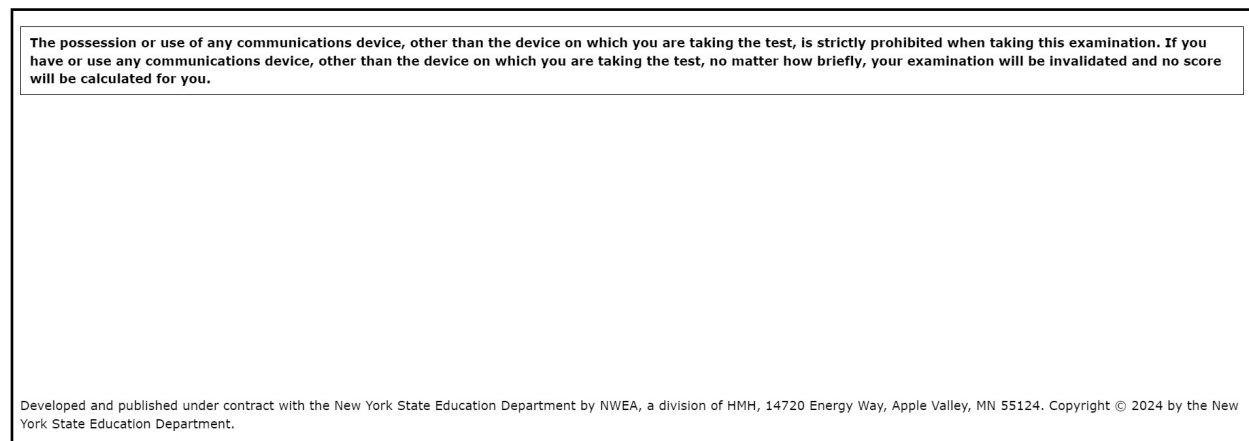 The possession or use of any communications device, other than the device on which you are taking the test, is strictly prohibited when taking this examination. If you
have or use any communications device, other than the device on which you are taking the test, no matter how briefly, your examination will be invalidated and no score
will be calculated for you.
Developed and published under contract with the New York State Education Department by NWEA, a division of HMH, 14720 Energy Way, Apple Valley, MN 55124. Copyright © 2024 by the New
York State Education Department.